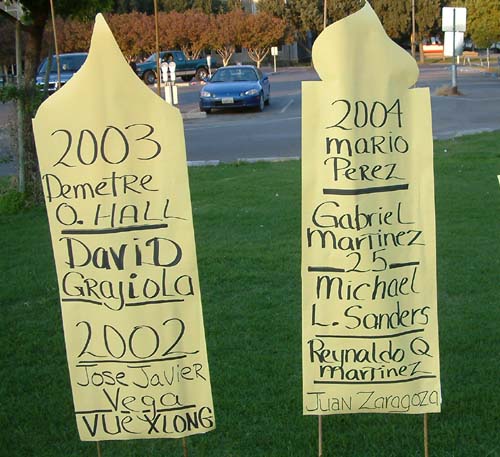 2003
Demetre
O. HALL
DaviD
Grajiola
2002
Jose Javier
Vega
VUE XLONG
2004
mario
Perez
Gabriel
martinez
25
Michael
L. Sanders
Reynaldo Q
martinez
Juan Zaragoza